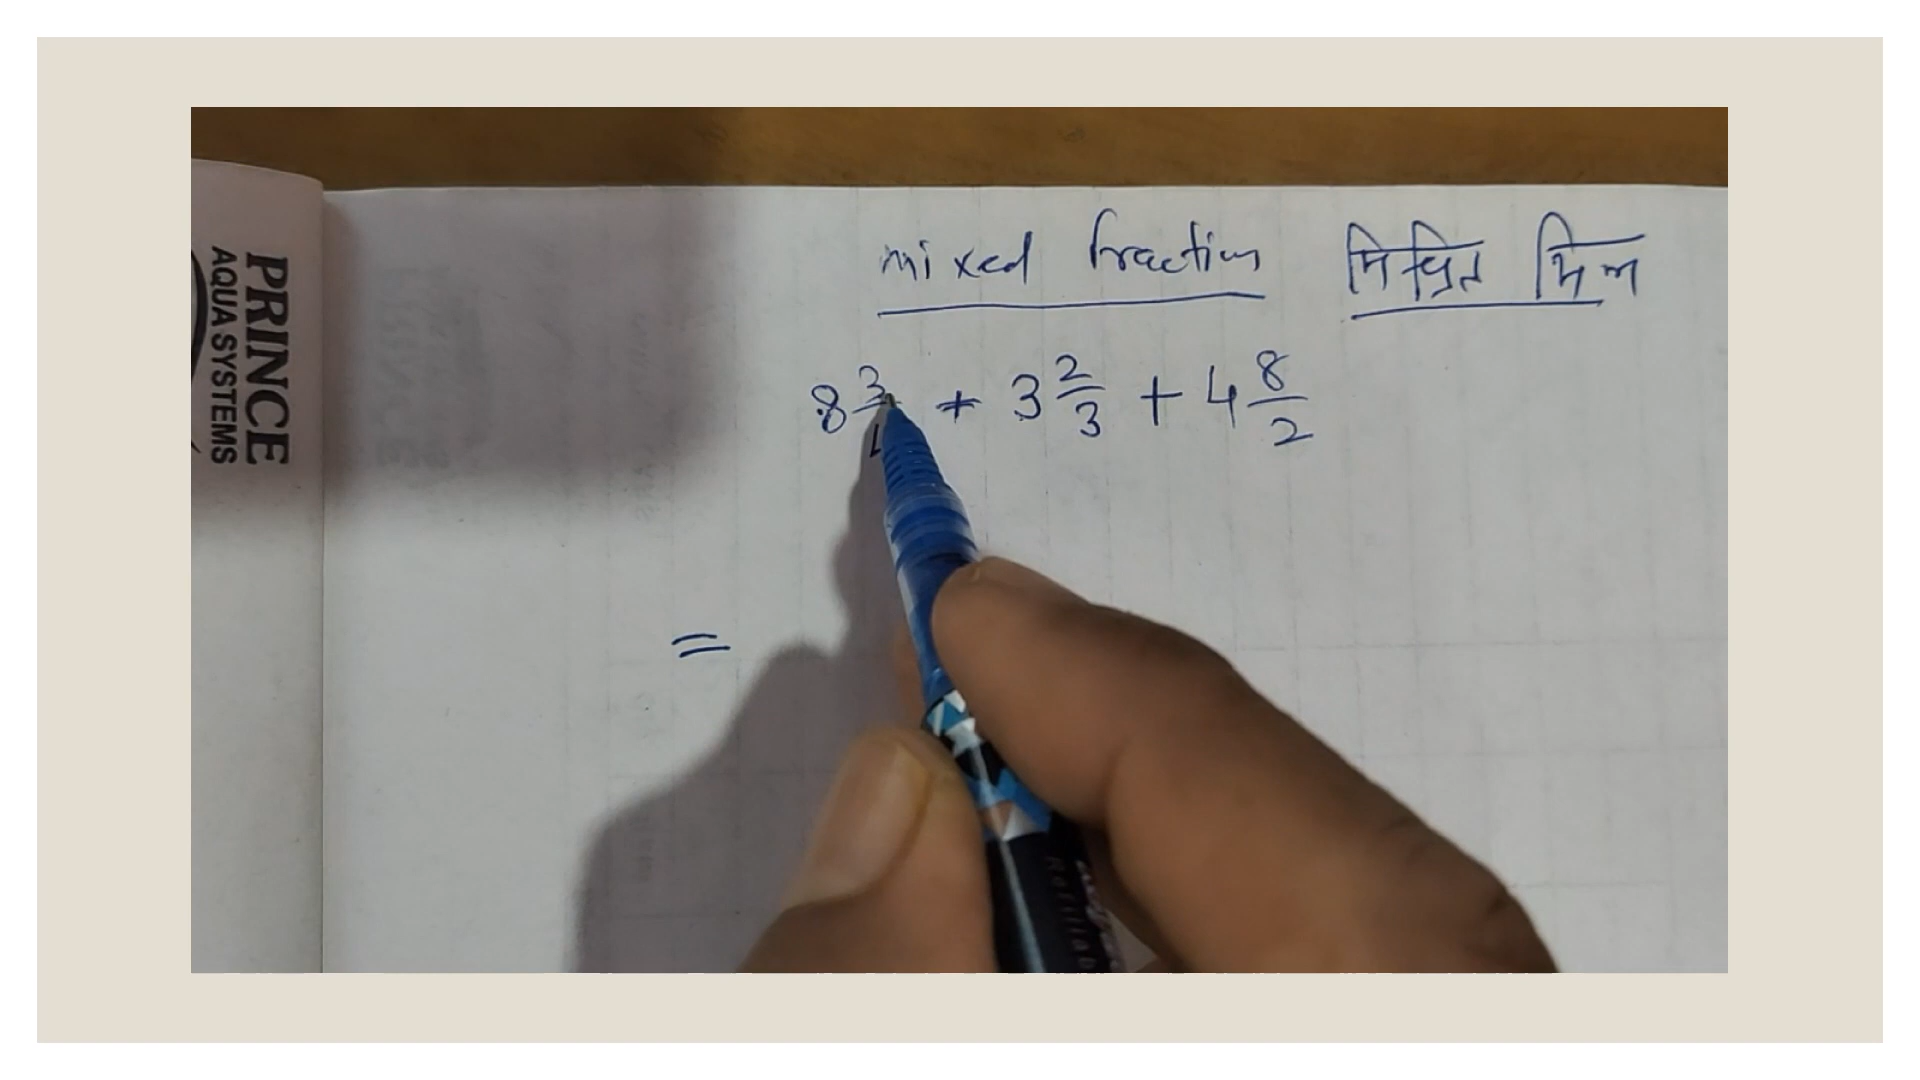 PRINCE
AQUA SYSTEMS
mixed fraction मिश्रित भिन्न
8 3/ + 3 2/3 + 4 8/2
=